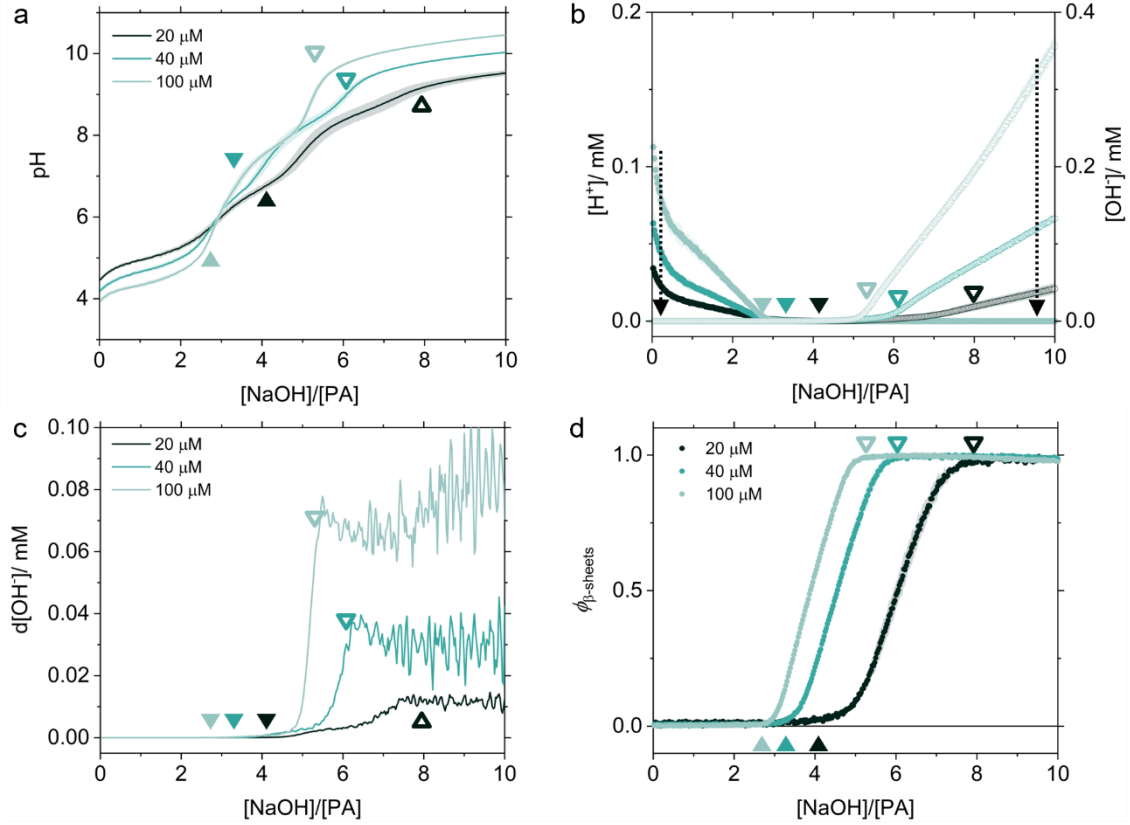 a
20 μM
40 μM
100 μM
10
8
6
4
pH
0 2 4 6 8 10
[NaOH]/[PA]
b
0.2
0.1
0.0
[H⁺]/ mM
0.4
0.2
0.0
[OH⁻]/ mM
0 2 4 6 8 10
[NaOH]/[PA]
c
20 μM
40 μM
100 μM
0.10
0.08
0.06
0.04
0.02
0.00
d[OH⁻]/ mM
0 2 4 6 8 10
[NaOH]/[PA]
d
20 μM
40 μM
100 μM
1.0
0.5
0.0
ϕβ-sheets
0 2 4 6 8 10
[NaOH]/[PA]